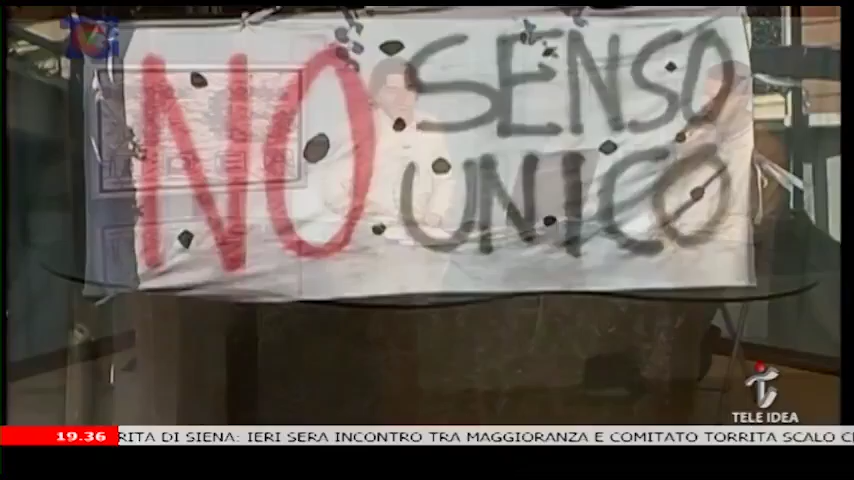 NO SENSO
UNICO
TELE IDEA
19.36 RITA DI SIENA: IERI SERA INCONTRO TRA MAGGIORANZA E COMITATO TORRITA SCALO